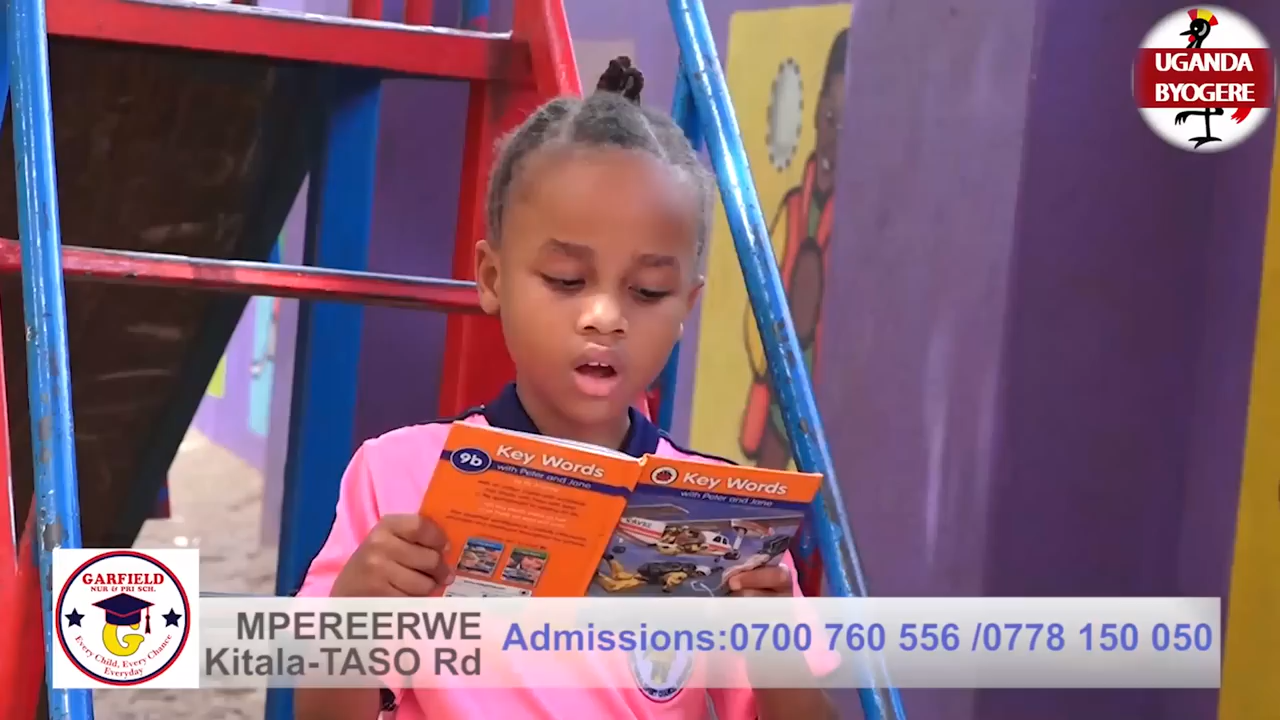 UGANDA
BYOGERE
9b
Key Words
with Peter and Jane
Key Words
with Peter and Jane
GARFIELD
NUR & PRI SCH.
G
Every Child, Every Chance
Everyday
MPEREERWE
Kitala-TASO Rd
Admissions:0700 760 556 /0778 150 050